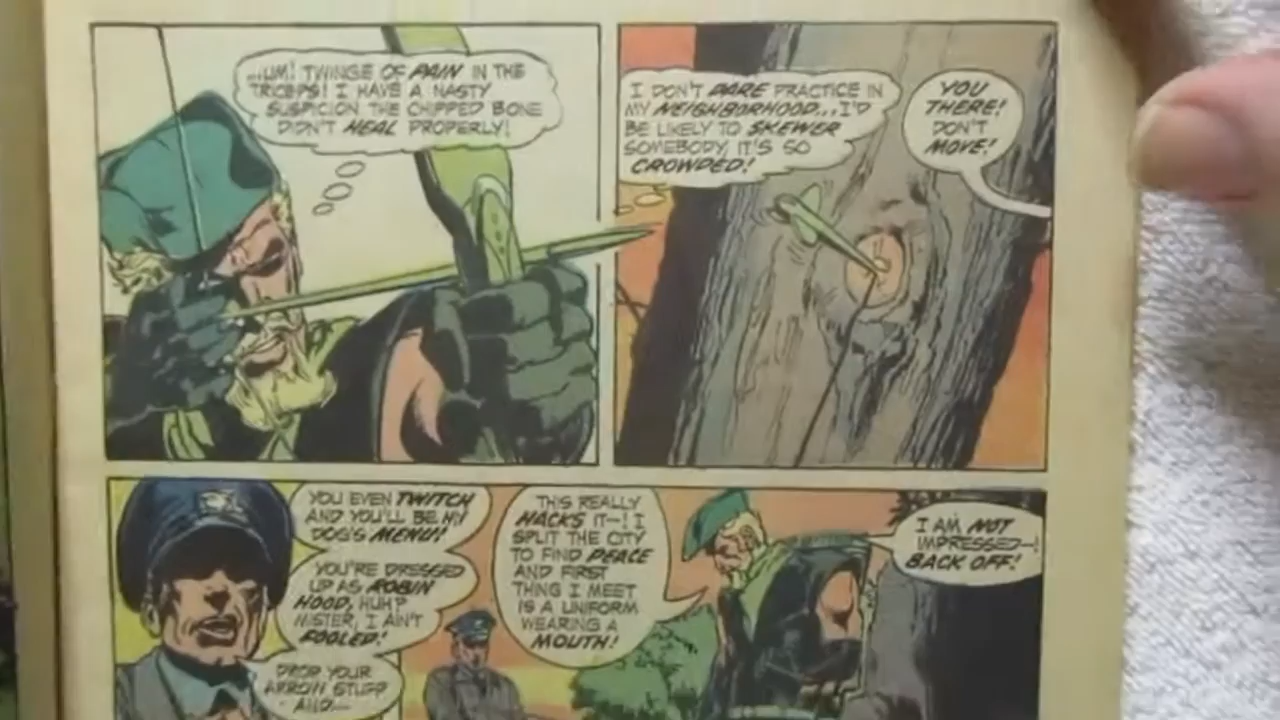 ...UM! TWINGE OF PAIN IN THE
TRICEPS! I HAVE A NASTY
SUSPICION THE CHIPPED BONE
DIDN'T HEAL PROPERLY!
I DON'T DARE PRACTICE IN
MY NEIGHBORHOOD...I'D
BE LIKELY TO SKEWER
SOMEBODY, IT'S SO
CROWDED!
YOU
THERE!
DON'T
MOVE!
YOU EVEN TWITCH
AND YOU'LL BE MY
DOG'S MENU!
YOU'RE DRESSED
UP AS ROBIN
HOOD, HUH?
MISTER, I AIN'T
FOOLED!
DROP YOUR
ARROW STUFF
AND--
THIS REALLY
HACKS IT--! I
SPLIT THE CITY
TO FIND PEACE
AND FIRST
THING I MEET
IS A UNIFORM
WEARING A
MOUTH!
I AM NOT
IMPRESSED--!
BACK OFF!